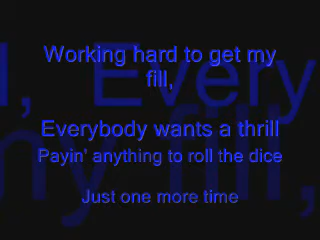 Working hard to get my
fill,
Everybody wants a thrill
Payin' anything to roll the dice
Just one more time